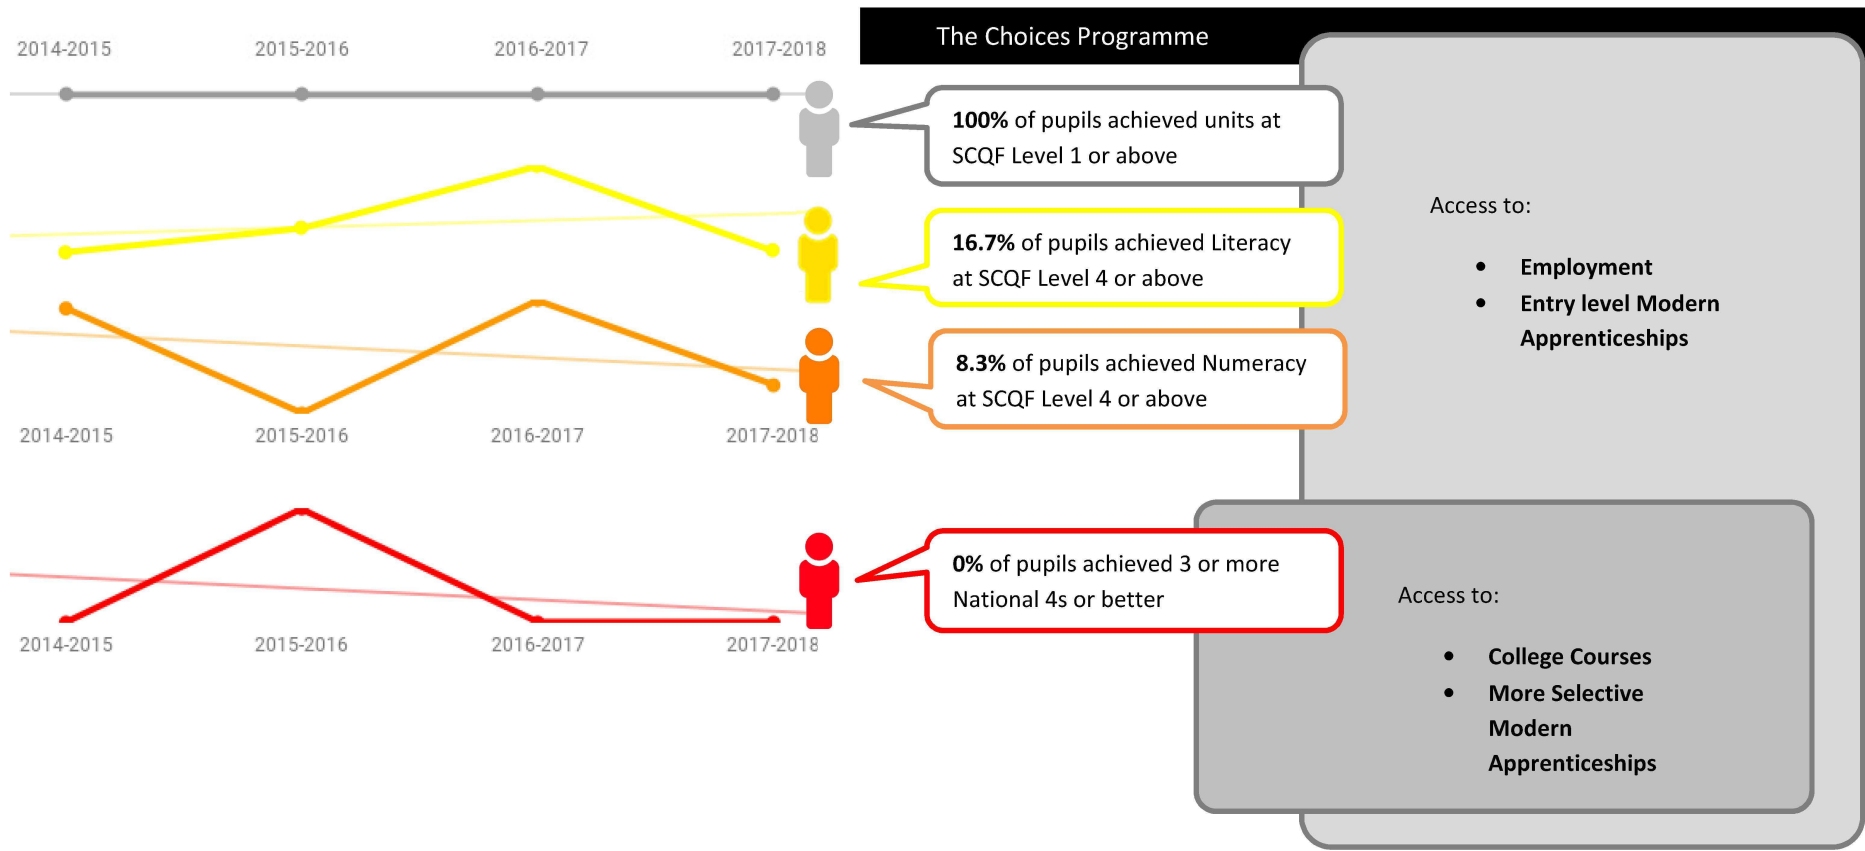 The Choices Programme
2014-2015 2015-2016 2016-2017 2017-2018
100% of pupils achieved units at
SCQF Level 1 or above
16.7% of pupils achieved Literacy
at SCQF Level 4 or above
8.3% of pupils achieved Numeracy
at SCQF Level 4 or above
2014-2015 2015-2016 2016-2017 2017-2018
Access to:
• Employment
• Entry level Modern
Apprenticeships
0% of pupils achieved 3 or more
National 4s or better
2014-2015 2015-2016 2016-2017 2017-2018
Access to:
• College Courses
• More Selective
Modern
Apprenticeships